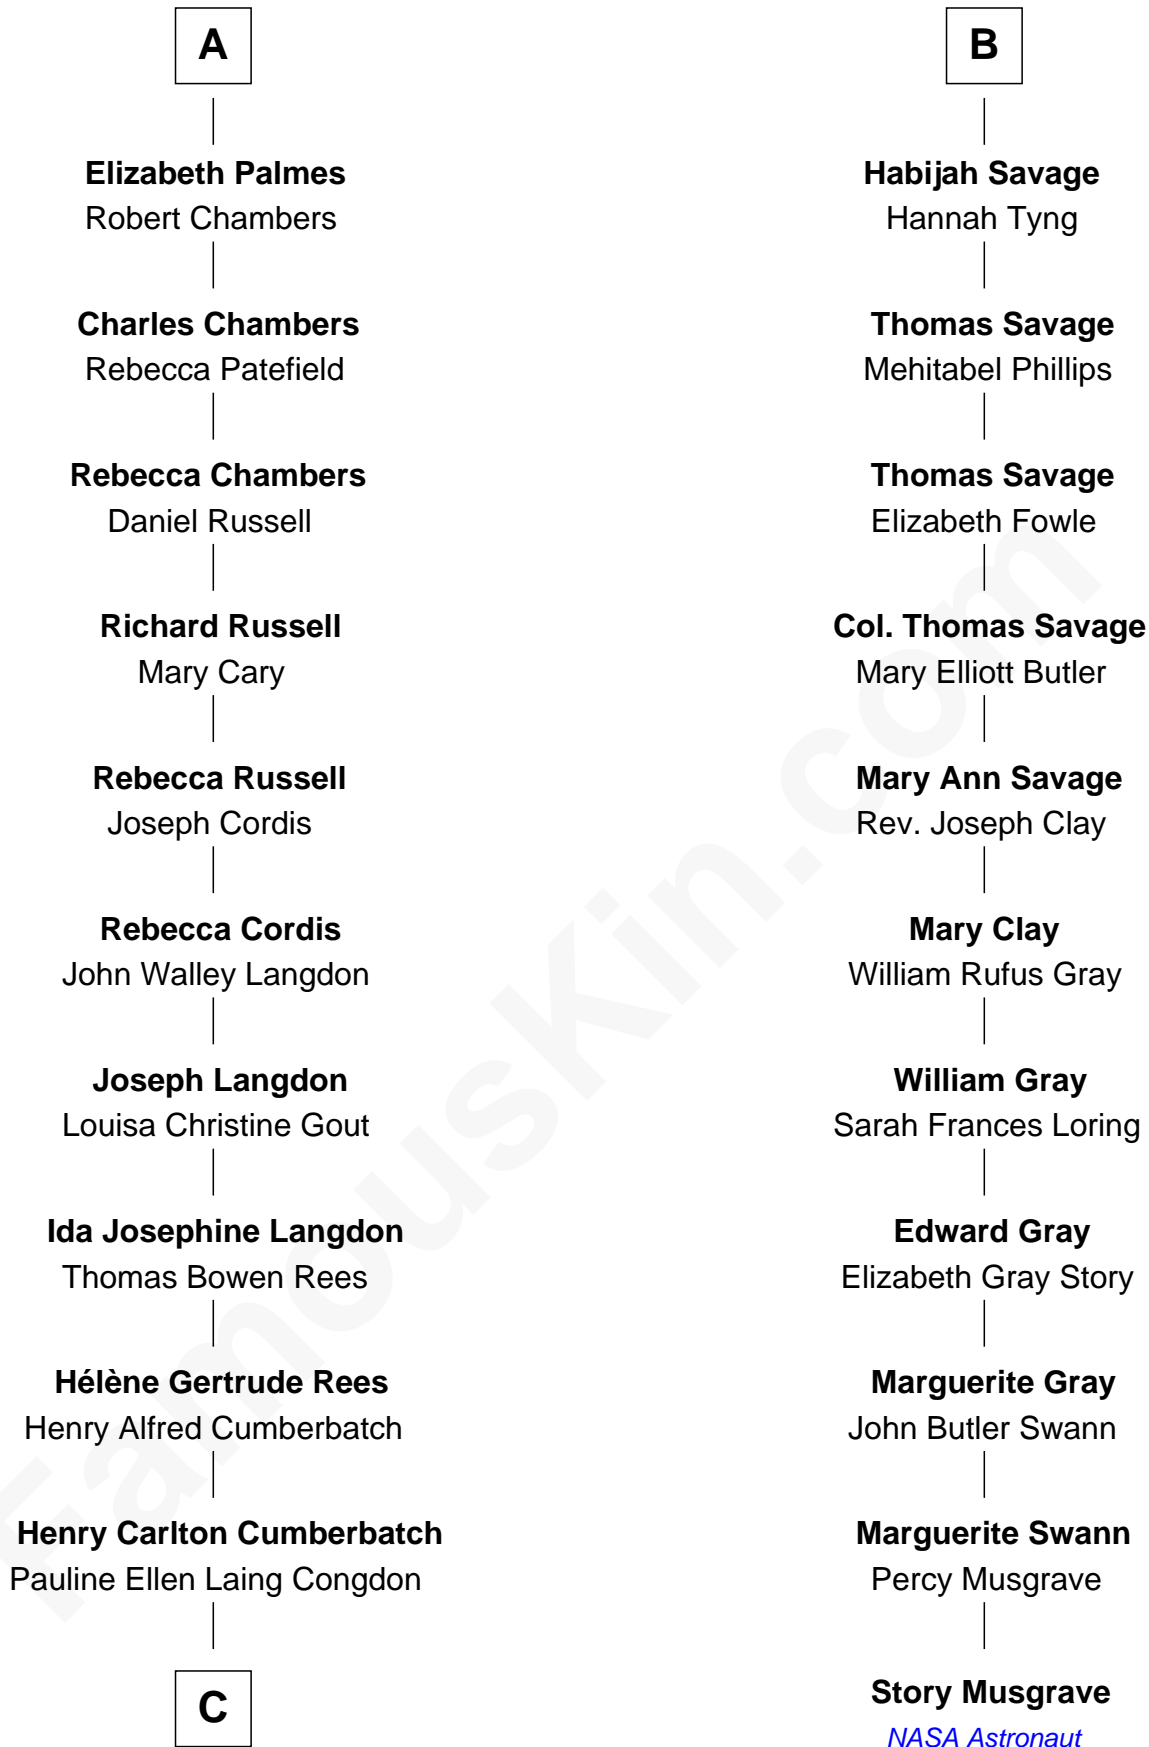 A
Elizabeth Palmes
Robert Chambers
Charles Chambers
Rebecca Patefield
Rebecca Chambers
Daniel Russell
Richard Russell
Mary Cary
Rebecca Russell
Joseph Cordis
Rebecca Cordis
John Walley Langdon
Joseph Langdon
Louisa Christine Gout
Ida Josephine Langdon
Thomas Bowen Rees
Hélène Gertrude Rees
Henry Alfred Cumberbatch
Henry Carlton Cumberbatch
Pauline Ellen Laing Congdon
C
B
Habijah Savage
Hannah Tyng
Thomas Savage
Mehitabel Phillips
Thomas Savage
Elizabeth Fowle
Col. Thomas Savage
Mary Elliott Butler
Mary Ann Savage
Rev. Joseph Clay
Mary Clay
William Rufus Gray
William Gray
Sarah Frances Loring
Edward Gray
Elizabeth Gray Story
Marguerite Gray
John Butler Swann
Marguerite Swann
Percy Musgrave
Story Musgrave
NASA Astronaut
FamousKin.com